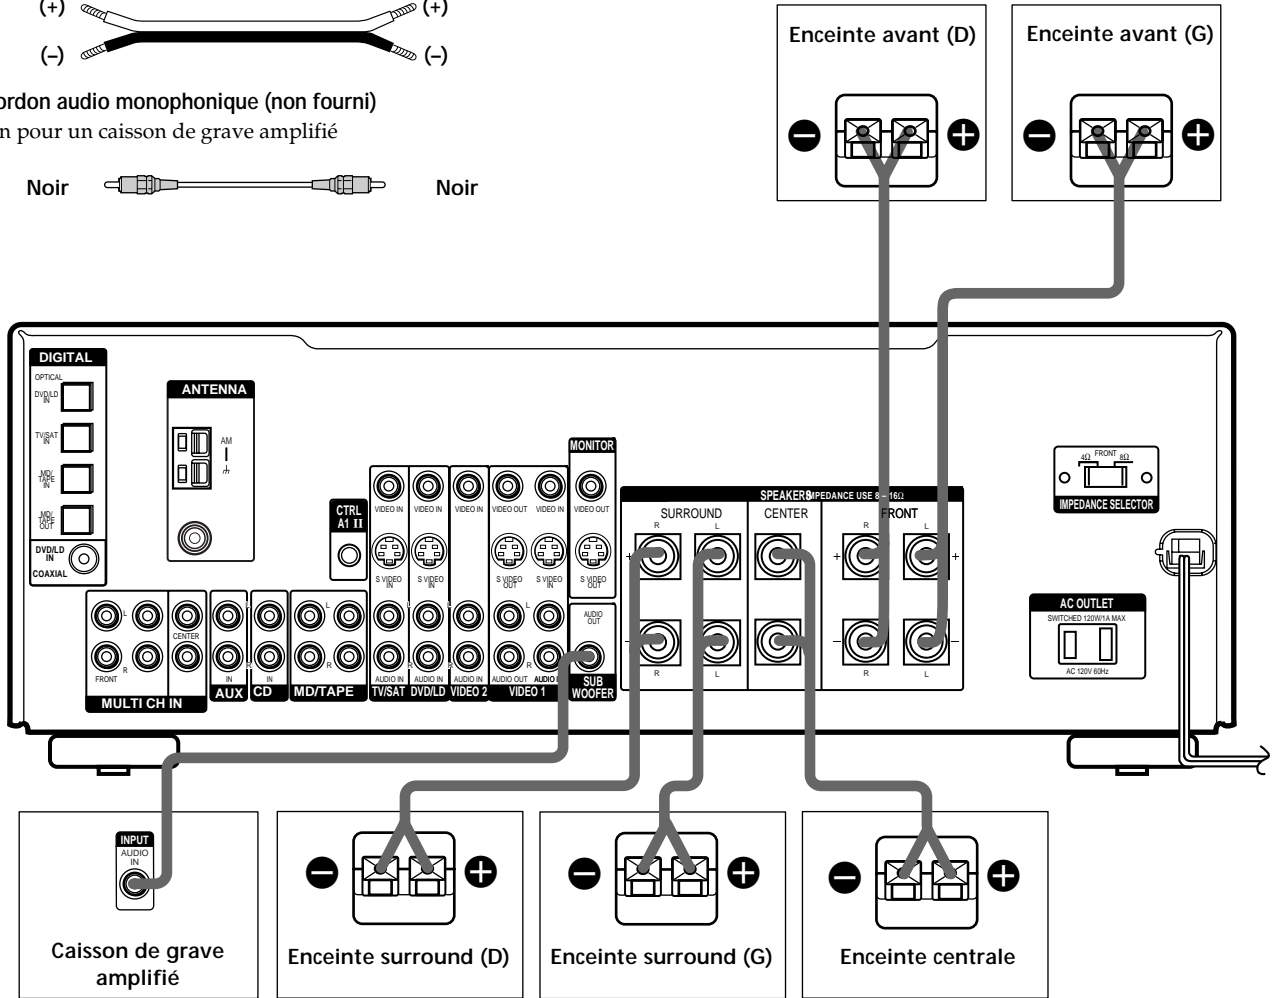 (+) (+)
(–) (–)
ordon audio monophonique (non fourni)
n pour un caisson de grave amplifié
Noir Noir
Enceinte avant (D)
Enceinte avant (G)
DIGITAL
OPTICAL
DVD/LD
IN
TV/SAT
IN
MD/
TAPE
IN
MD/
TAPE
OUT
DVD/LD
IN
COAXIAL
ANTENNA
AM
CTRL
A1 II
MONITOR
VIDEO IN VIDEO IN VIDEO IN VIDEO OUT VIDEO IN VIDEO OUT
S VIDEO
IN
S VIDEO
IN
S VIDEO
OUT
S VIDEO
IN
S VIDEO
OUT
AUDIO
OUT
L
CENTER
R
FRONT
MULTI CH IN
L
R
IN
AUX
IN
CD
L
R
MD/TAPE
L
L
R
R
AUDIO IN AUDIO IN AUDIO IN AUDIO OUT AUDIO I
L
R
TV/SAT DVD/LD VIDEO 2 VIDEO 1
SUB
WOOFER
SPEAKERS IMPEDANCE USE 8 – 16Ω
SURROUND CENTER FRONT
R L R L
+ + +
– – –
R L R L
4Ω FRONT 8Ω
IMPEDANCE SELECTOR
AC OUTLET
SWITCHED 120W/1A MAX
AC 120V 60Hz
INPUT
AUDIO
IN
Caisson de grave
amplifié
Enceinte surround (D)
Enceinte surround (G)
Enceinte centrale